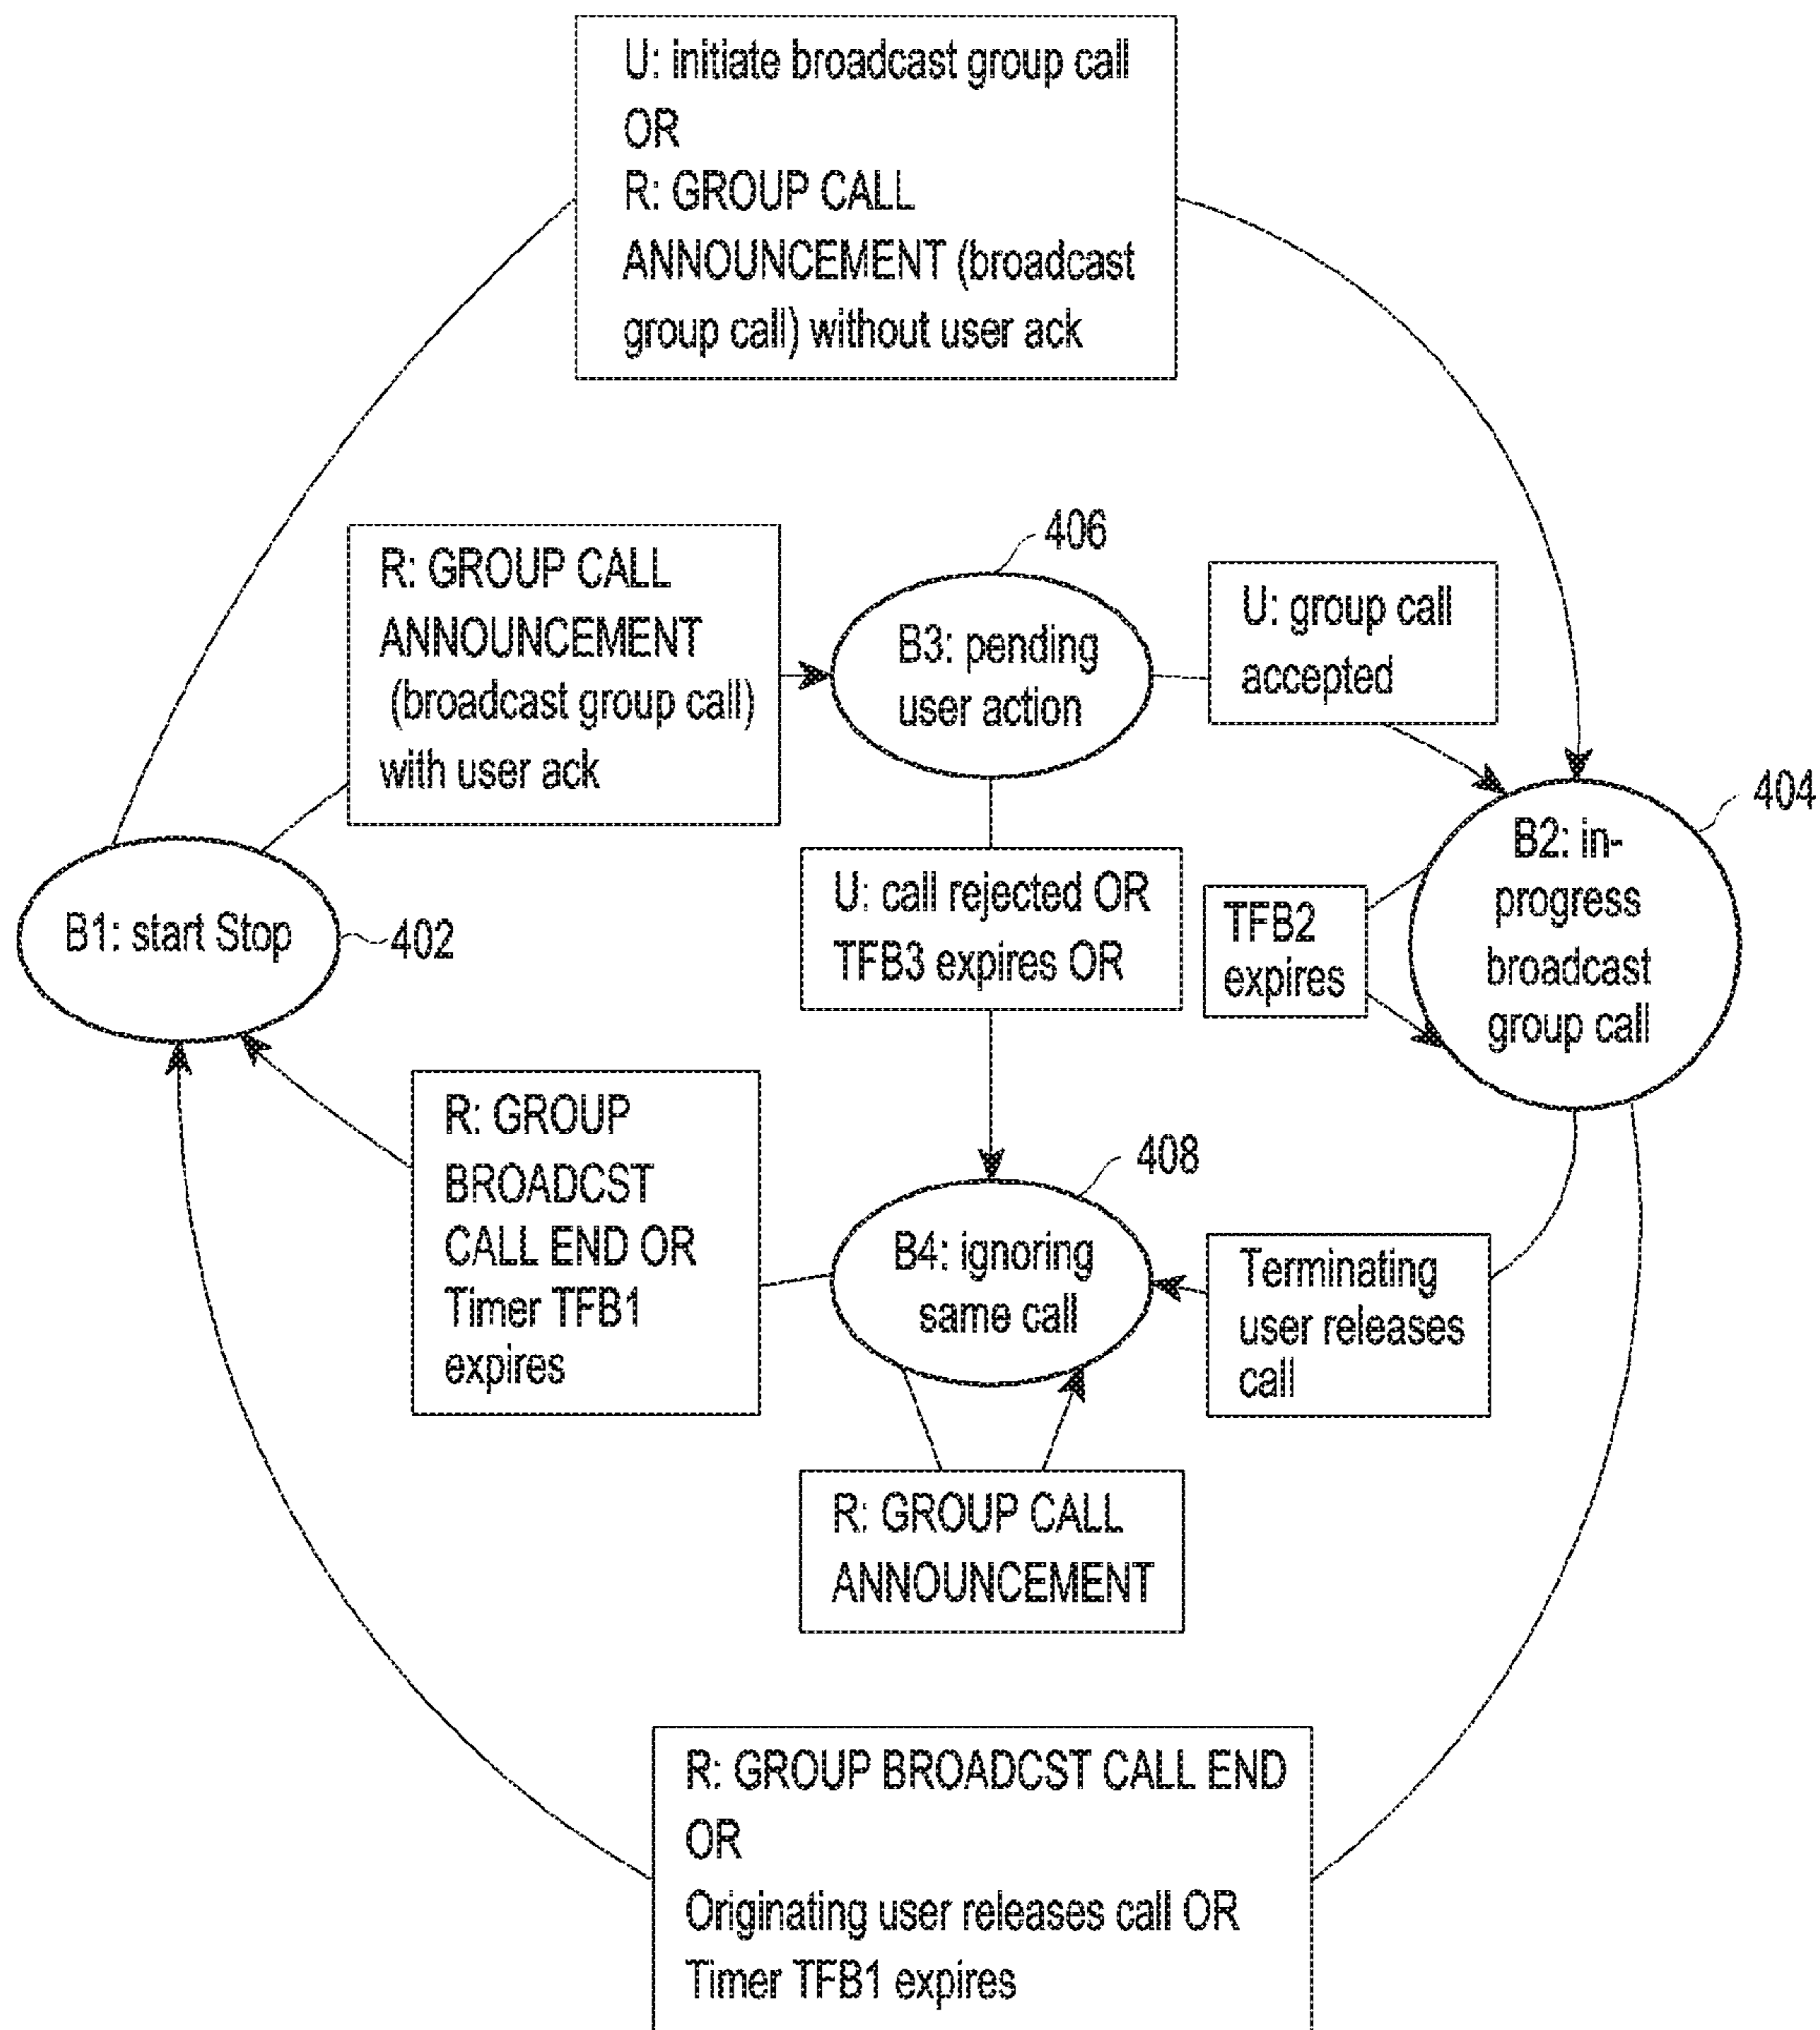 U: initiate broadcast group call
OR
R: GROUP CALL
ANNOUNCEMENT (broadcast
group call) without user ack
406
R: GROUP CALL
ANNOUNCEMENT
(broadcast group call)
with user ack
B3: pending
user action
U: group call
accepted
404
B2: in-
progress
broadcast
group call
B1: start Stop
402
U: call rejected OR
TFB3 expires OR
TFB2
expires
R: GROUP
BROADCST
CALL END OR
Timer TFB1
expires
408
B4: ignoring
same call
Terminating
user releases
call
R: GROUP CALL
ANNOUNCEMENT
R: GROUP BROADCST CALL END
OR
Originating user releases call OR
Timer TFB1 expires